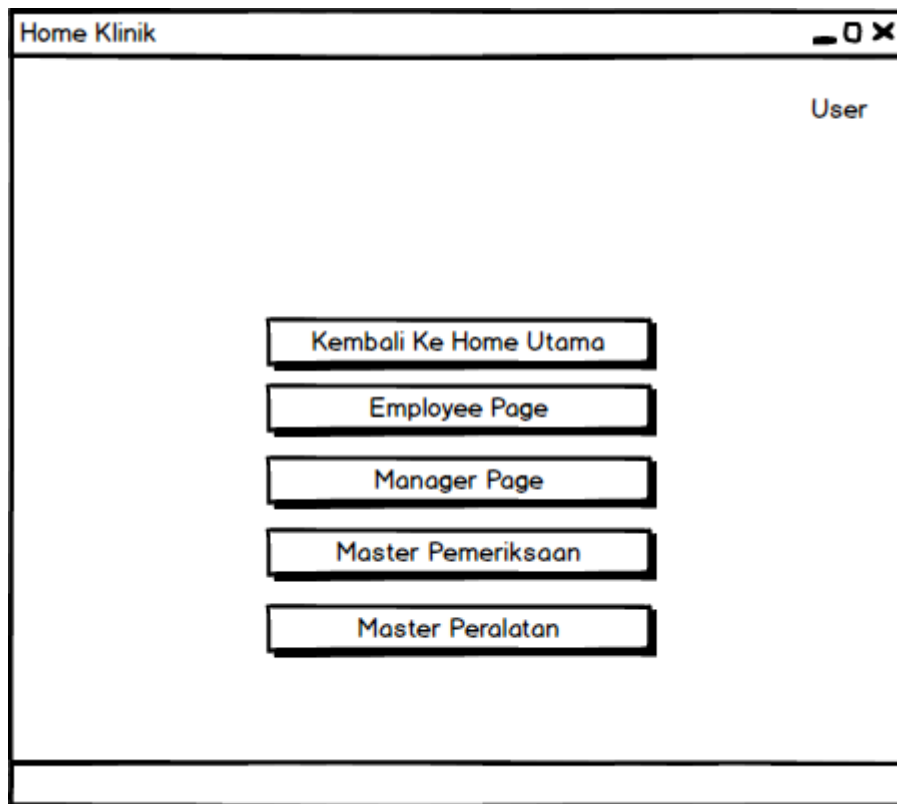 Home Klinik
User
Kembali Ke Home Utama
Employee Page
Manager Page
Master Pemeriksaan
Master Peralatan